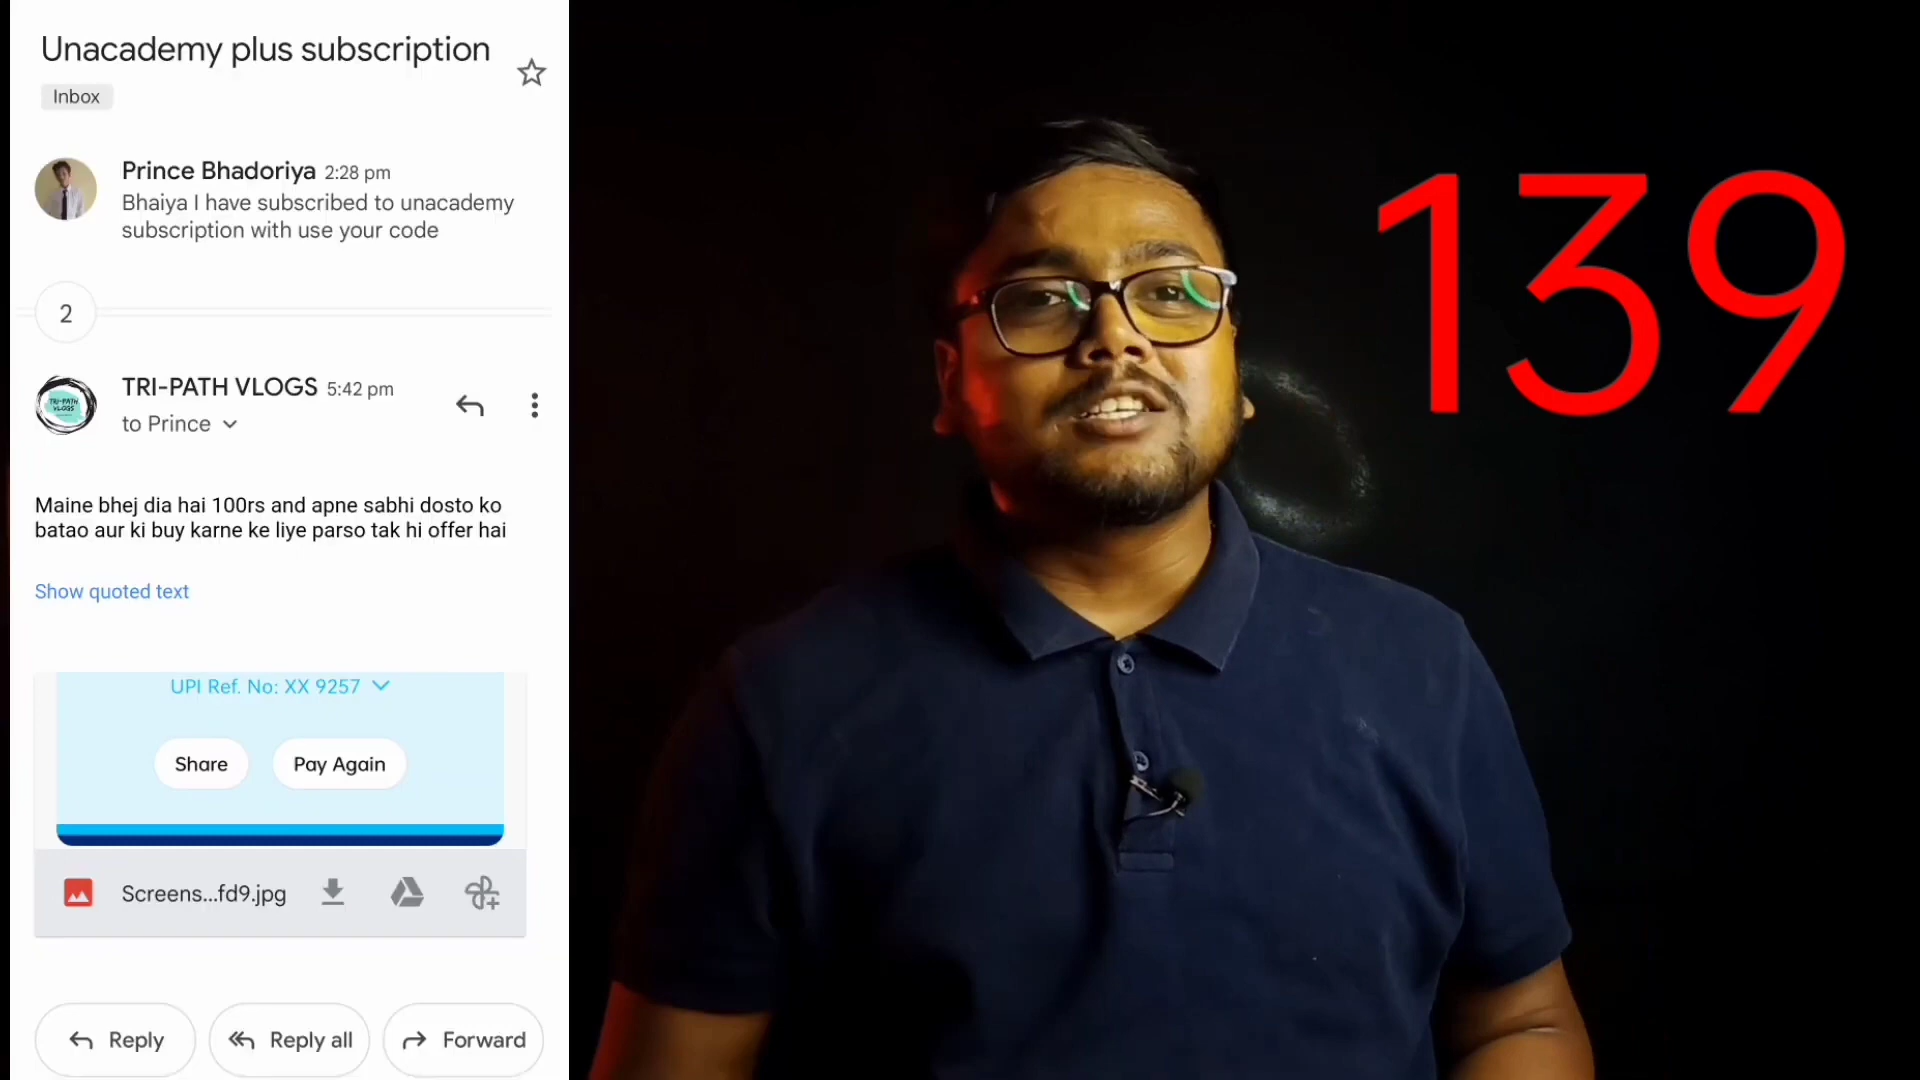 Unacademy plus subscription
Inbox
Prince Bhadoriya 2:28 pm
Bhaiya I have subscribed to unacademy
subscription with use your code
2
TRI-PATH VLOGS 5:42 pm
to Prince
TRI-PATH
VLOGS
Maine bhej dia hai 100rs and apne sabhi dosto ko
batao aur ki buy karne ke liye parso tak hi offer hai
Show quoted text
UPI Ref. No: XX 9257
Share Pay Again
Screens...fd9.jpg
Reply Reply all Forward
139